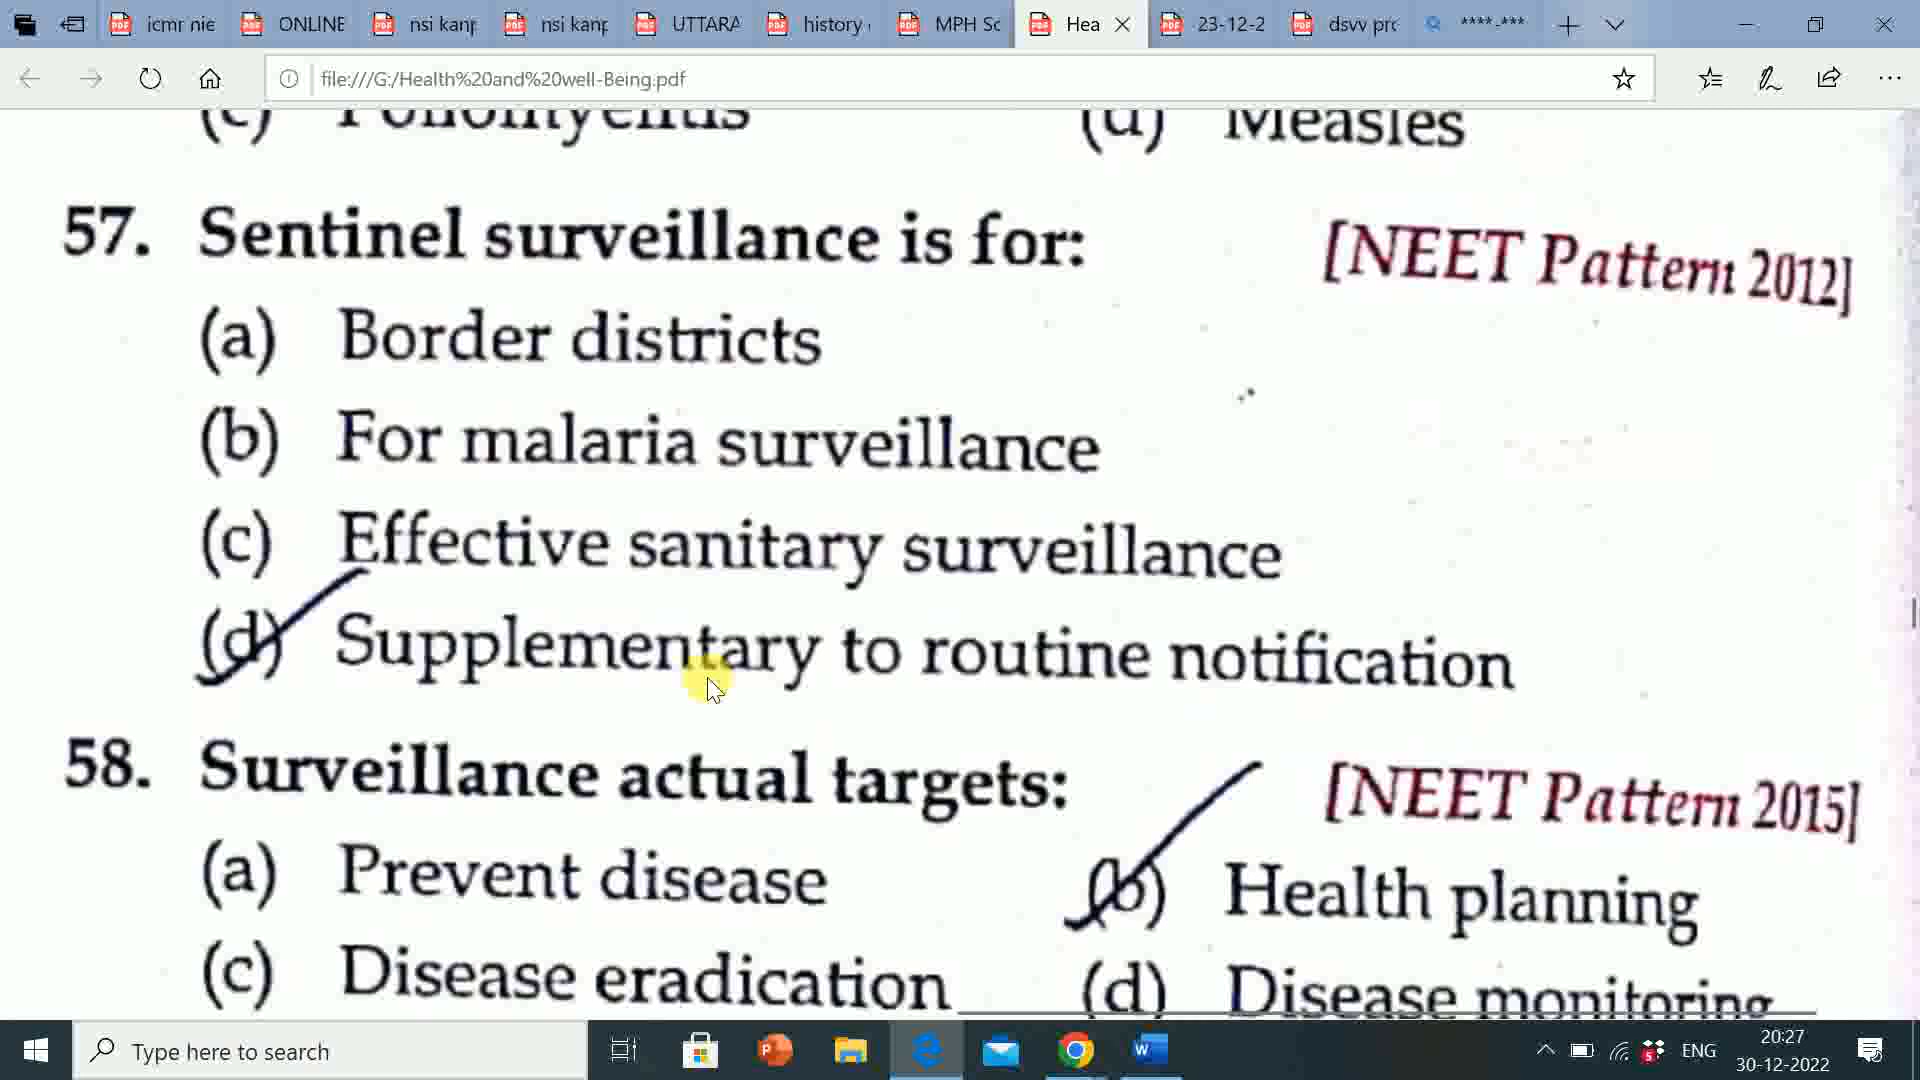 icmr nie
ONLINE
nsi kanp
nsi kanp
UTTARA
history
MPH Sc
Hea
23-12-2
dsvv pro
****-***
file:///G:/Health%20and%20well-Being.pdf
(c) Poliomyelitis (d) Measles
57. Sentinel surveillance is for: [NEET Pattern 2012]
(a) Border districts
(b) For malaria surveillance
(c) Effective sanitary surveillance
(d) Supplementary to routine notification
58. Surveillance actual targets: [NEET Pattern 2015]
(a) Prevent disease (b) Health planning
(c) Disease eradication (d) Disease monitoring
Type here to search
ENG
20:27
30-12-2022